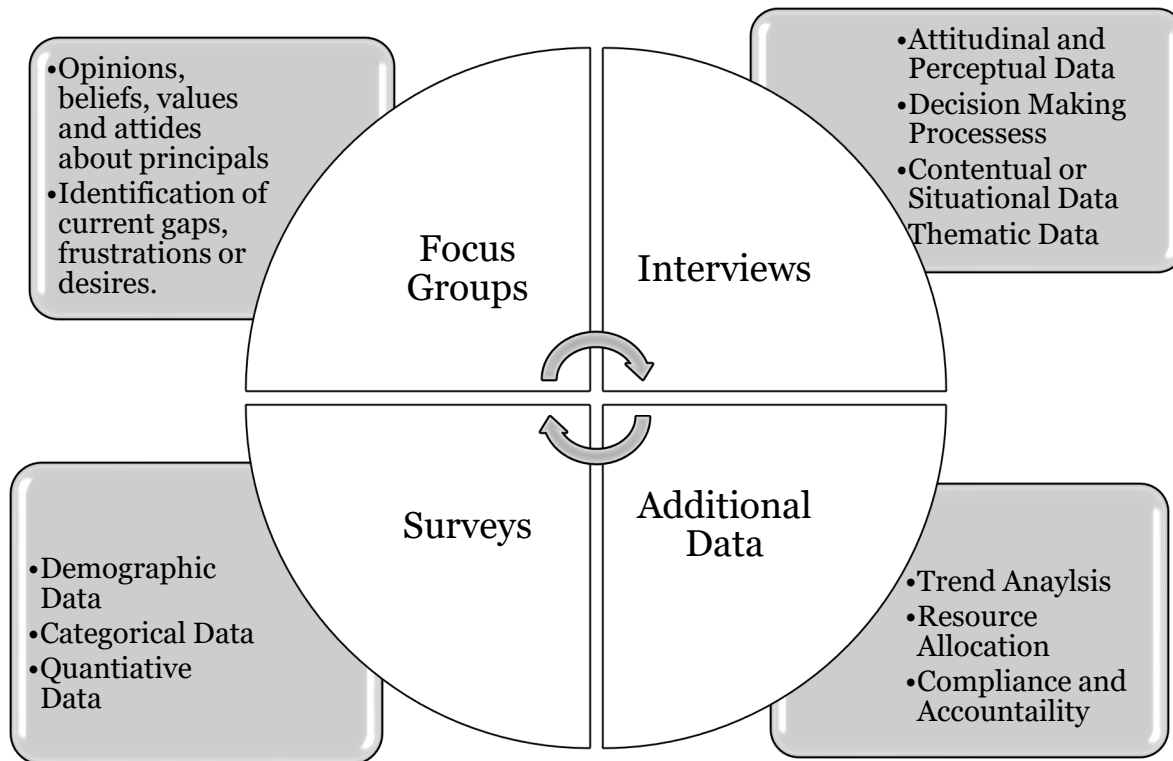 •Opinions,
beliefs, values
and attides
about principals
•Identification of
current gaps,
frustrations or
desires.
•Attitudinal and
Perceptual Data
•Decision Making
Processess
•Contentual or
Situational Data
•Thematic Data
Focus
Groups
Interviews
Surveys
Additional
Data
•Demographic
Data
•Categorical Data
•Quantiative
Data
•Trend Anaylsis
•Resource
Allocation
•Compliance and
Accountaility